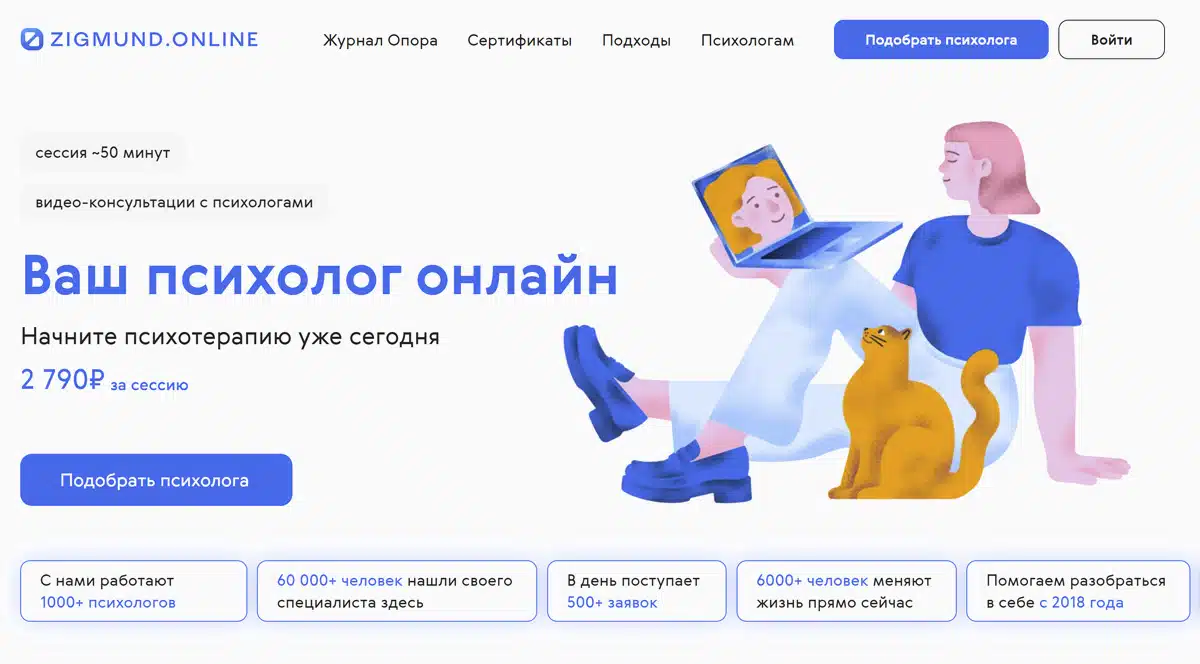 ZIGMUND.ONLINE
Журнал Опора
Сертификаты
Подходы
Психологам
Подобрать психолога
Войти
сессия ~50 минут
видео-консультации с психологами
Ваш психолог онлайн
Начните психотерапию уже сегодня
2 790₽ за сессию
Подобрать психолога
С нами работают
1000+ психологов
60 000+ человек нашли своего
специалиста здесь
В день поступает
500+ заявок
6000+ человек меняют
жизнь прямо сейчас
Помогаем разобраться
в себе с 2018 года